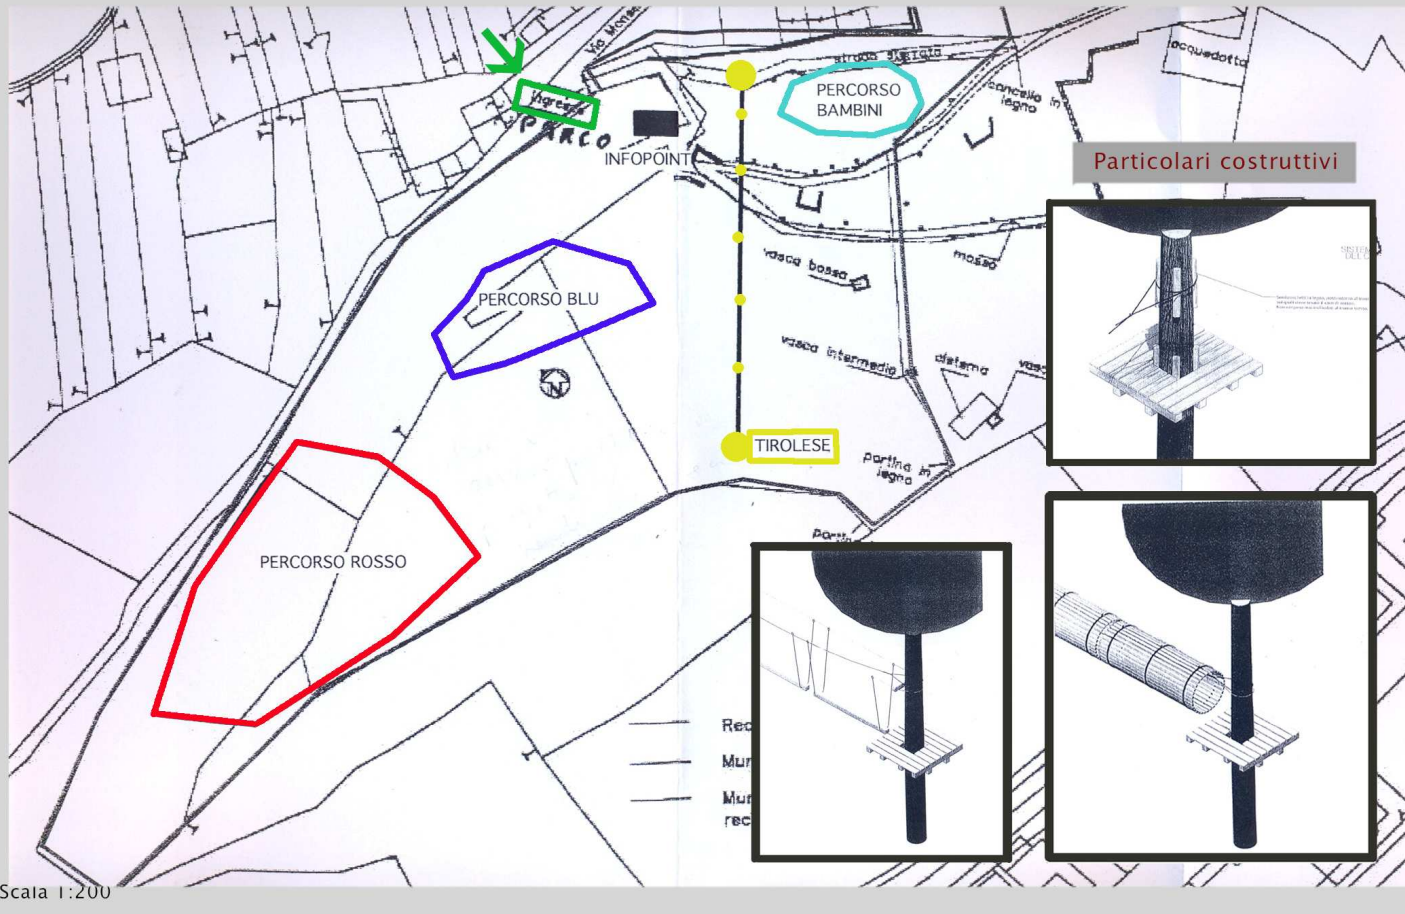 Via
strada sterrata
acquedotto
PERCORSO
BAMBINI
cancello in
legno
ingresso
PARCO
INFOPOINT
Particolari costruttivi
mosso
vasca bassa
PERCORSO BLU
vasca intermedia
cisterna
N
TIROLESE
portina in
legno
PERCORSO ROSSO
Scala 1:200